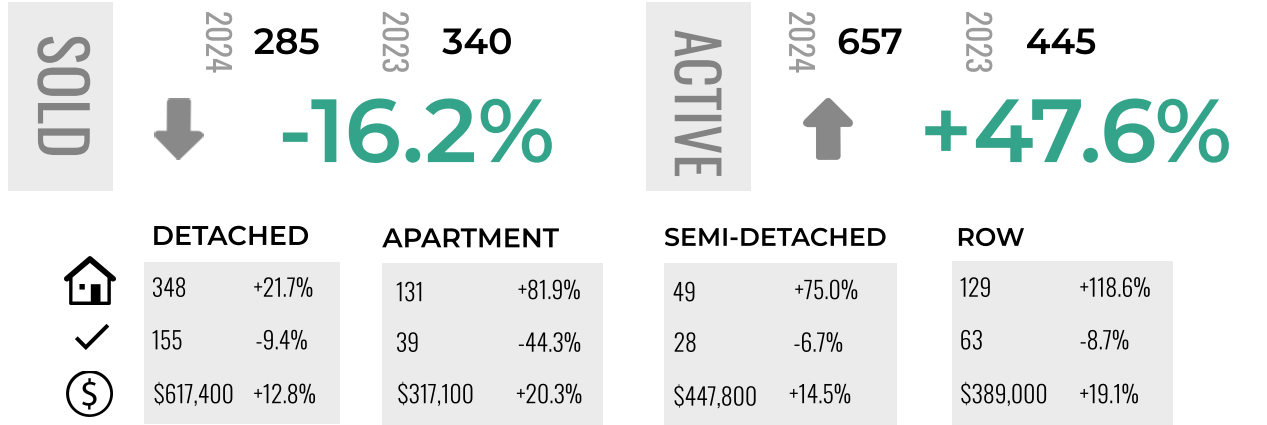 SOLD
2024 285 2023 340
-16.2%
ACTIVE
2024 657 2023 445
+47.6%
DETACHED APARTMENT SEMI-DETACHED ROW
348 +21.7% 131 +81.9% 49 +75.0% 129 +118.6%
155 -9.4% 39 -44.3% 28 -6.7% 63 -8.7%
$
$617,400 +12.8% $317,100 +20.3% $447,800 +14.5% $389,000 +19.1%